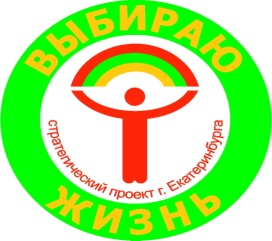 ВЫБИРАЮ
стратегический проект г. Екатеринбурга
ЖИЗНЬ